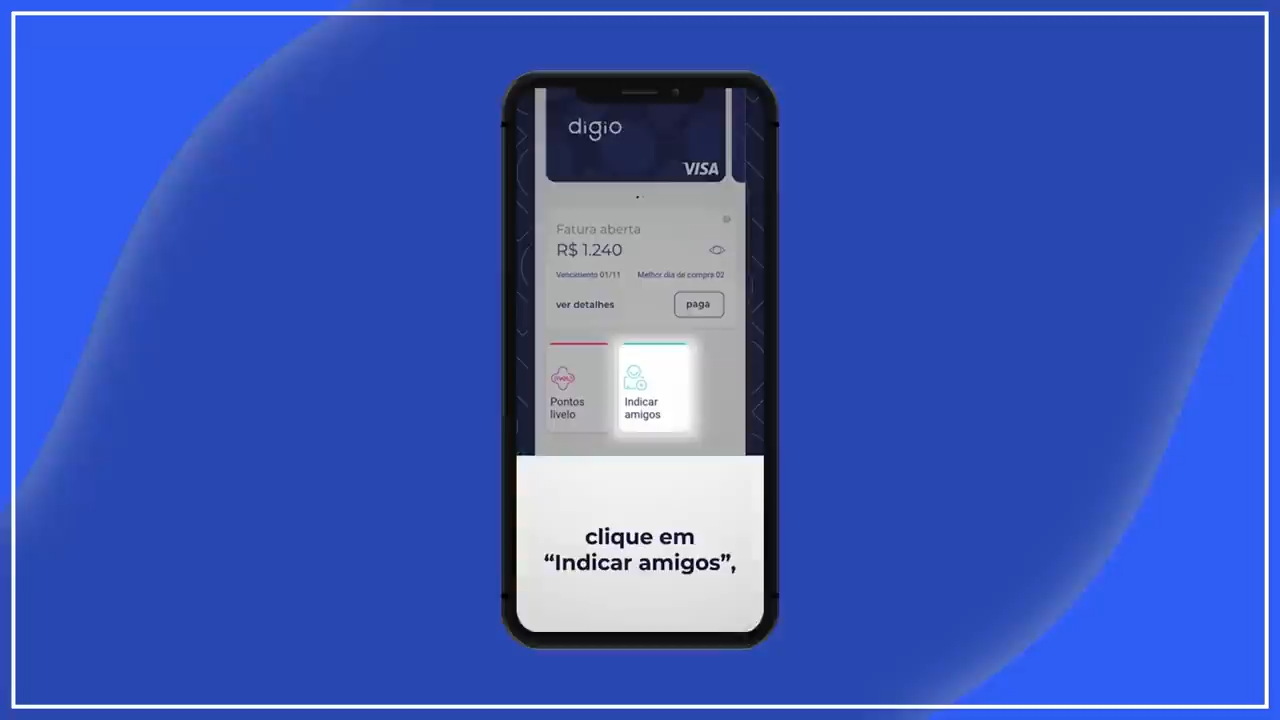 digio
VISA
Fatura aberta
R$ 1.240
Vencimento 01/11 Melhor dia de compra 02
ver detalhes paga
livelo
Pontos
livelo
Indicar
amigos
clique em
“Indicar amigos”,